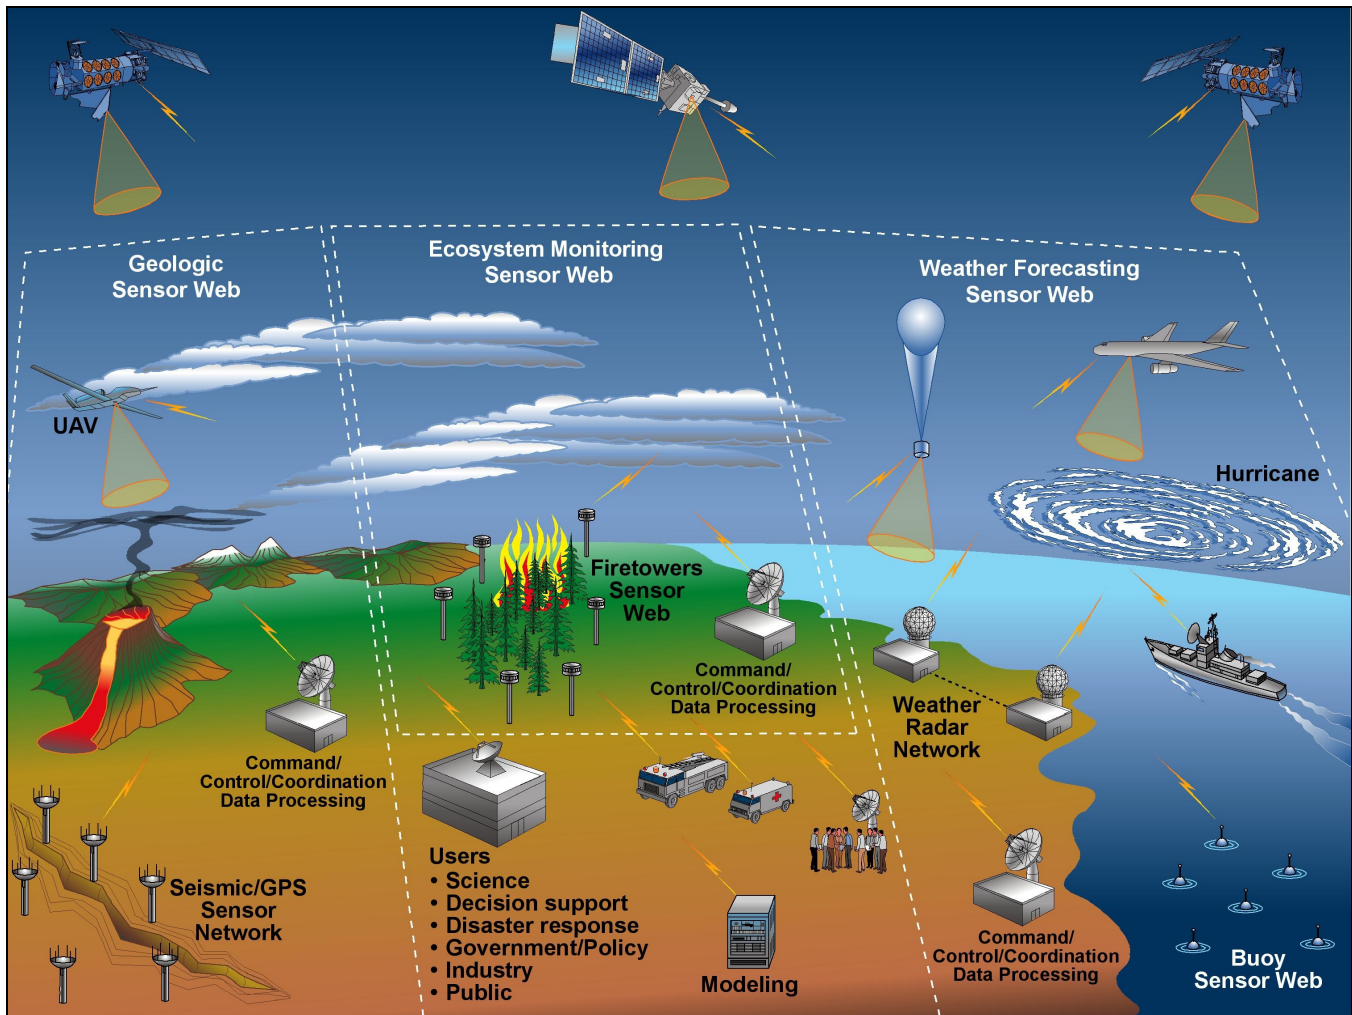 Geologic
Sensor Web
Ecosystem Monitoring
Sensor Web
Weather Forecasting
Sensor Web
UAV
Hurricane
Firetowers
Sensor
Web
Command/
Control/Coordination
Data Processing
Weather
Radar
Network
Command/
Control/Coordination
Data Processing
Seismic/GPS
Sensor
Network
Users
• Science
• Decision support
• Disaster response
• Government/Policy
• Industry
• Public
Modeling
Command/
Control/Coordination
Data Processing
Buoy
Sensor Web